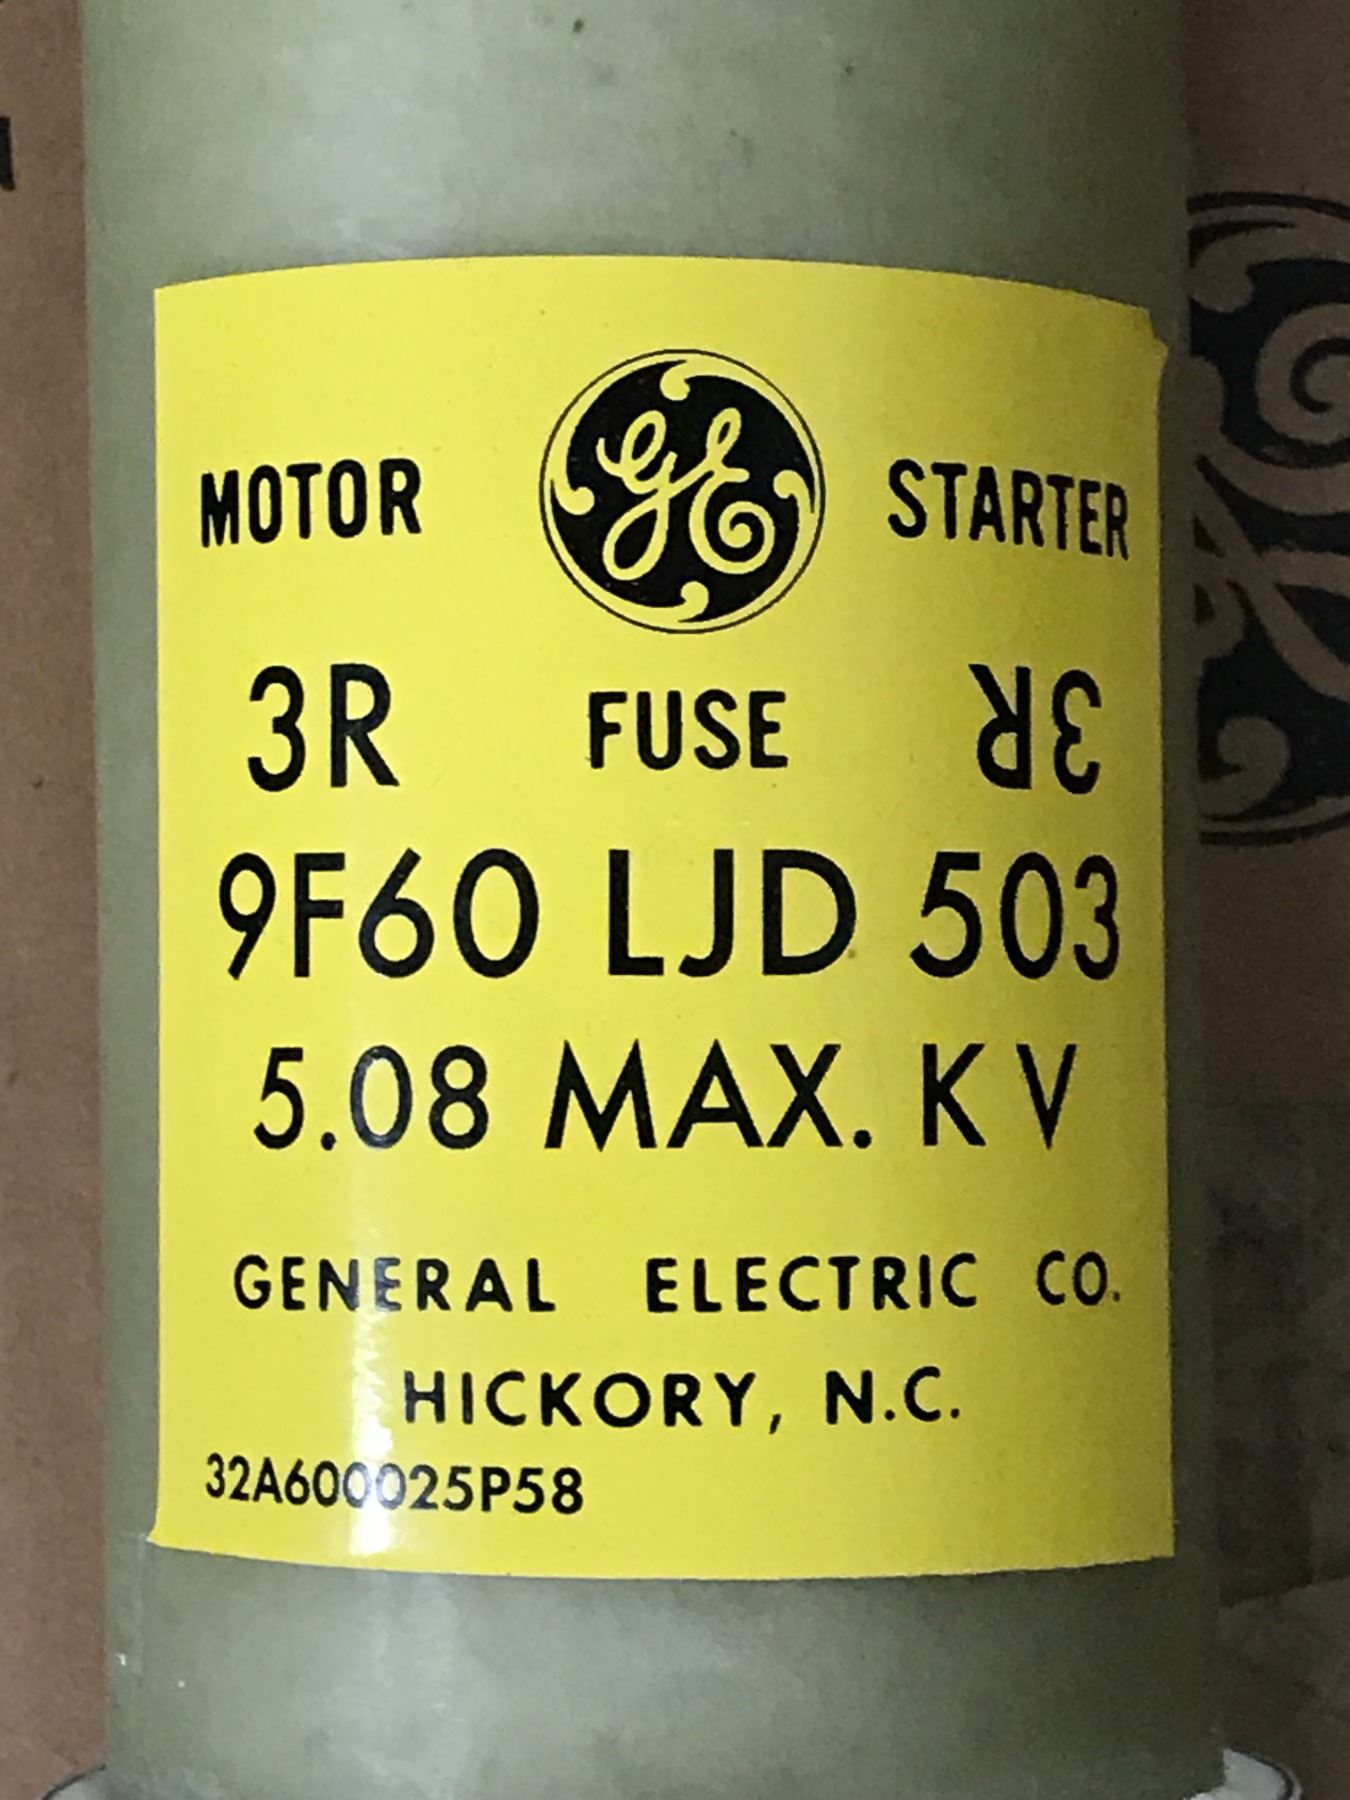 MOTOR GE STARTER
3R FUSE 3R
9F60 LJD 503
5.08 MAX. KV
GENERAL ELECTRIC CO.
HICKORY, N.C.
32A600025P58